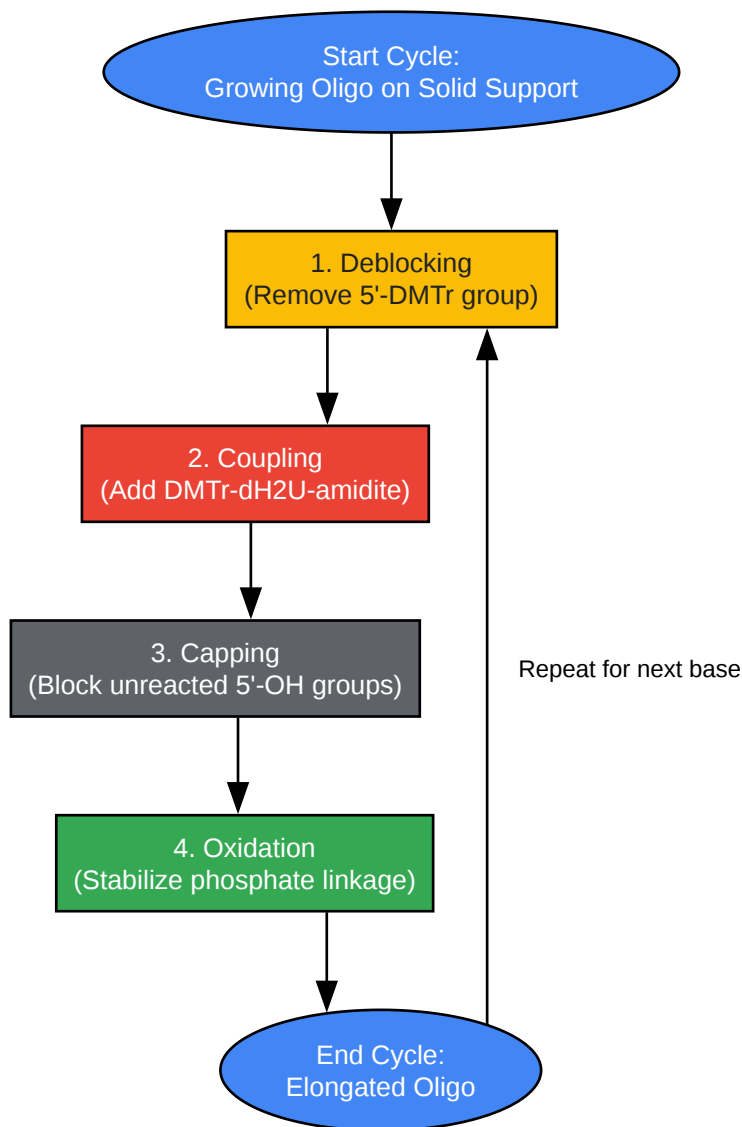 Start Cycle:
Growing Oligo on Solid Support
1. Deblocking
(Remove 5'-DMTr group)
2. Coupling
(Add DMTr-dH2U-amidite)
3. Capping
(Block unreacted 5'-OH groups)
Repeat for next base
4. Oxidation
(Stabilize phosphate linkage)
End Cycle:
Elongated Oligo